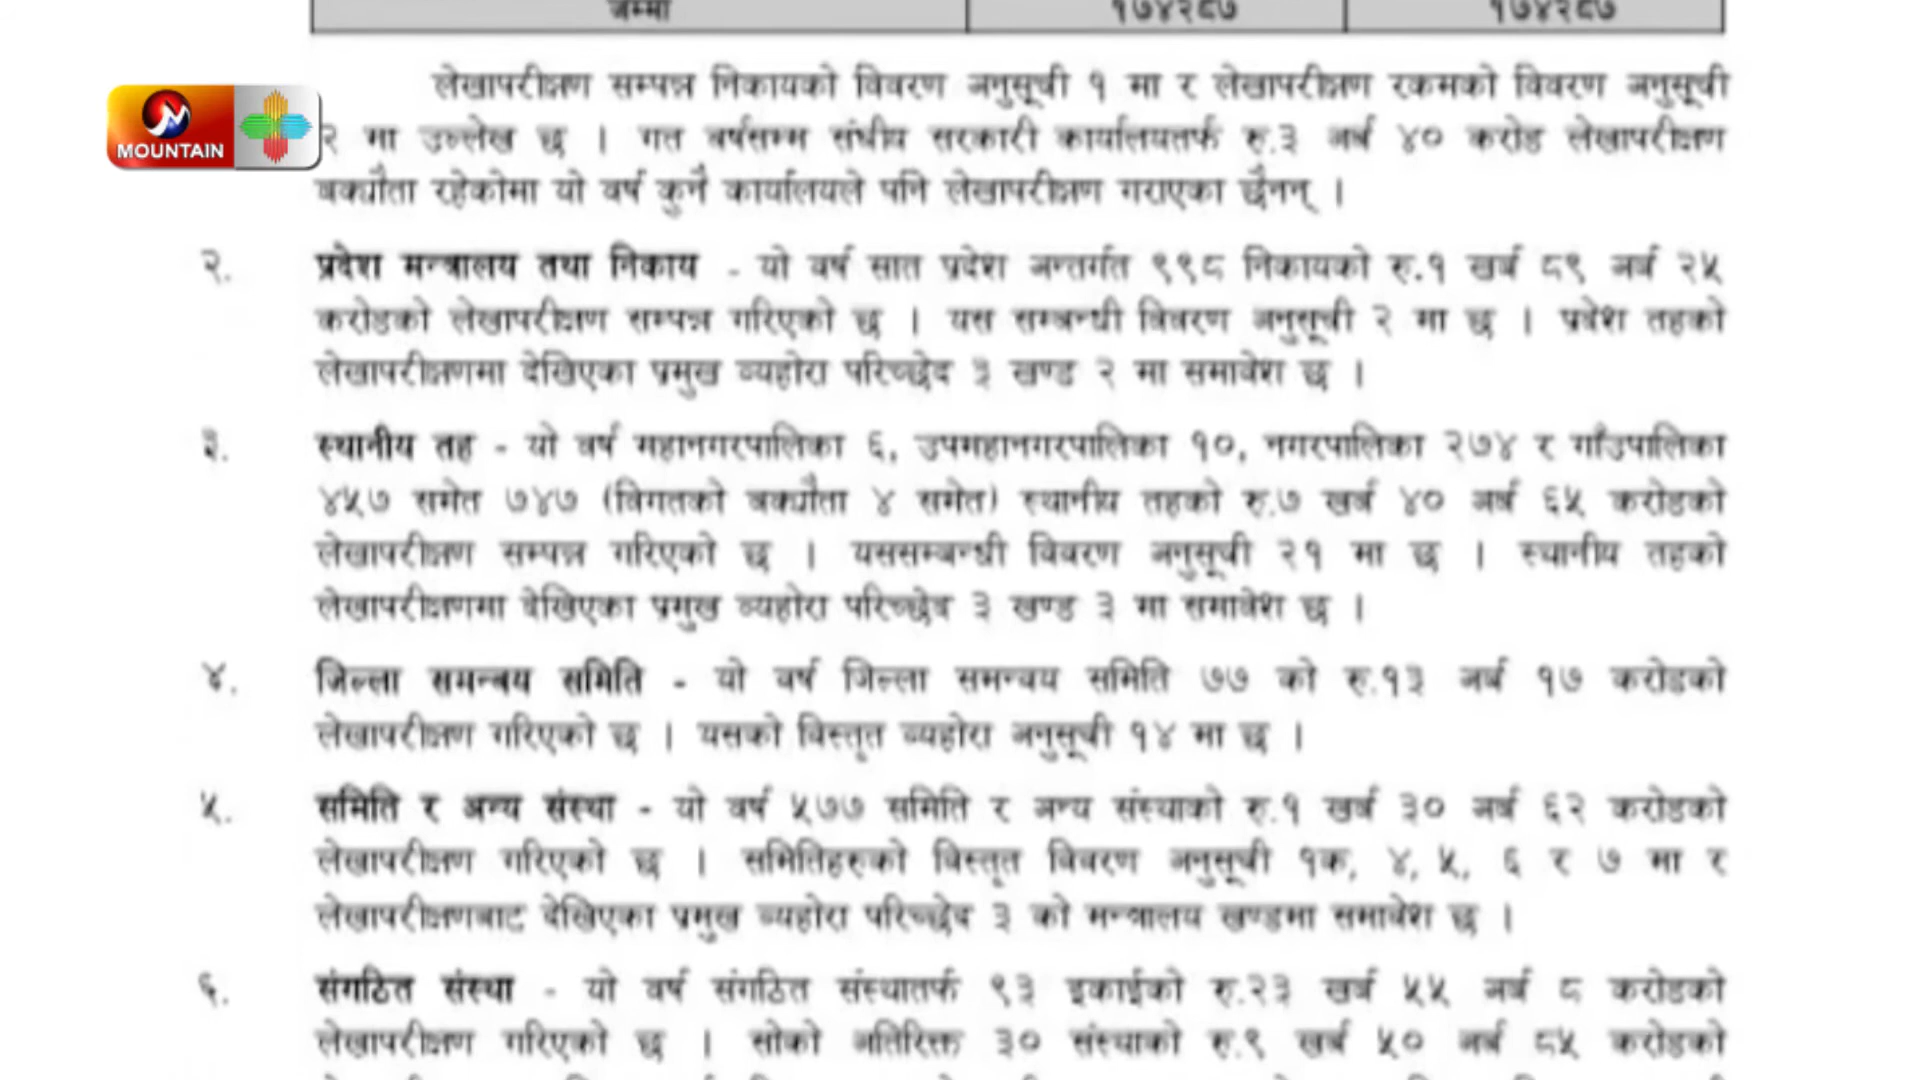 जम्मा १७४२८७ १७४२८७
लेखापरीक्षण सम्पन्न निकायको विवरण अनुसूची १ मा र लेखापरीक्षण रकमको विवरण अनुसूची
MOUNTAIN
२ मा उल्लेख छ । गत वर्षसम्म संघीय सरकारी कार्यालयतर्फ रु.३ अर्ब ४० करोड लेखापरीक्षण
बक्यौता रहेकोमा यो वर्ष कुनै कार्यालयले पनि लेखापरीक्षण गराएका छैनन् ।
२. प्रदेश मन्त्रालय तथा निकाय - यो वर्ष सात प्रदेश अन्तर्गत ९९८ निकायको रु.१ खर्ब ८९ अर्ब २५
करोडको लेखापरीक्षण सम्पन्न गरिएको छ । यस सम्बन्धी विवरण अनुसूची २ मा छ । प्रदेश तहको
लेखापरीक्षणमा देखिएका प्रमुख व्यहोरा परिच्छेद ३ खण्ड २ मा समावेश छ ।
३. स्थानीय तह - यो वर्ष महानगरपालिका ६, उपमहानगरपालिका १०, नगरपालिका २७४ र गाँउपालिका
४५७ समेत ७४७ (विगतको बक्यौता ४ समेत) स्थानीय तहको रु.७ खर्ब ४० अर्ब ६५ करोडको
लेखापरीक्षण सम्पन्न गरिएको छ । यससम्बन्धी विवरण अनुसूची २१ मा छ । स्थानीय तहको
लेखापरीक्षणमा देखिएका प्रमुख व्यहोरा परिच्छेद ३ खण्ड ३ मा समावेश छ ।
४. जिल्ला समन्वय समिति - यो वर्ष जिल्ला समन्वय समिति ७७ को रु.१३ अर्ब १७ करोडको
लेखापरीक्षण गरिएको छ । यसको विस्तृत व्यहोरा अनुसूची १४ मा छ ।
५. समिति र अन्य संस्था - यो वर्ष ५७७ समिति र अन्य संस्थाको रु.१ खर्ब ३० अर्ब ६२ करोडको
लेखापरीक्षण गरिएको छ । समितिहरुको विस्तृत विवरण अनुसूची १क, ४, ५, ६ र ७ मा र
लेखापरीक्षणबाट देखिएका प्रमुख व्यहोरा परिच्छेद ३ को मन्त्रालय खण्डमा समावेश छ ।
६. संगठित संस्था - यो वर्ष संगठित संस्थातर्फ ९३ इकाईको रु.२३ खर्ब ५५ अर्ब ८ करोडको
लेखापरीक्षण गरिएको छ । सोको अतिरिक्त ३० संस्थाको रु.९ खर्ब ५० अर्ब ८५ करोडको